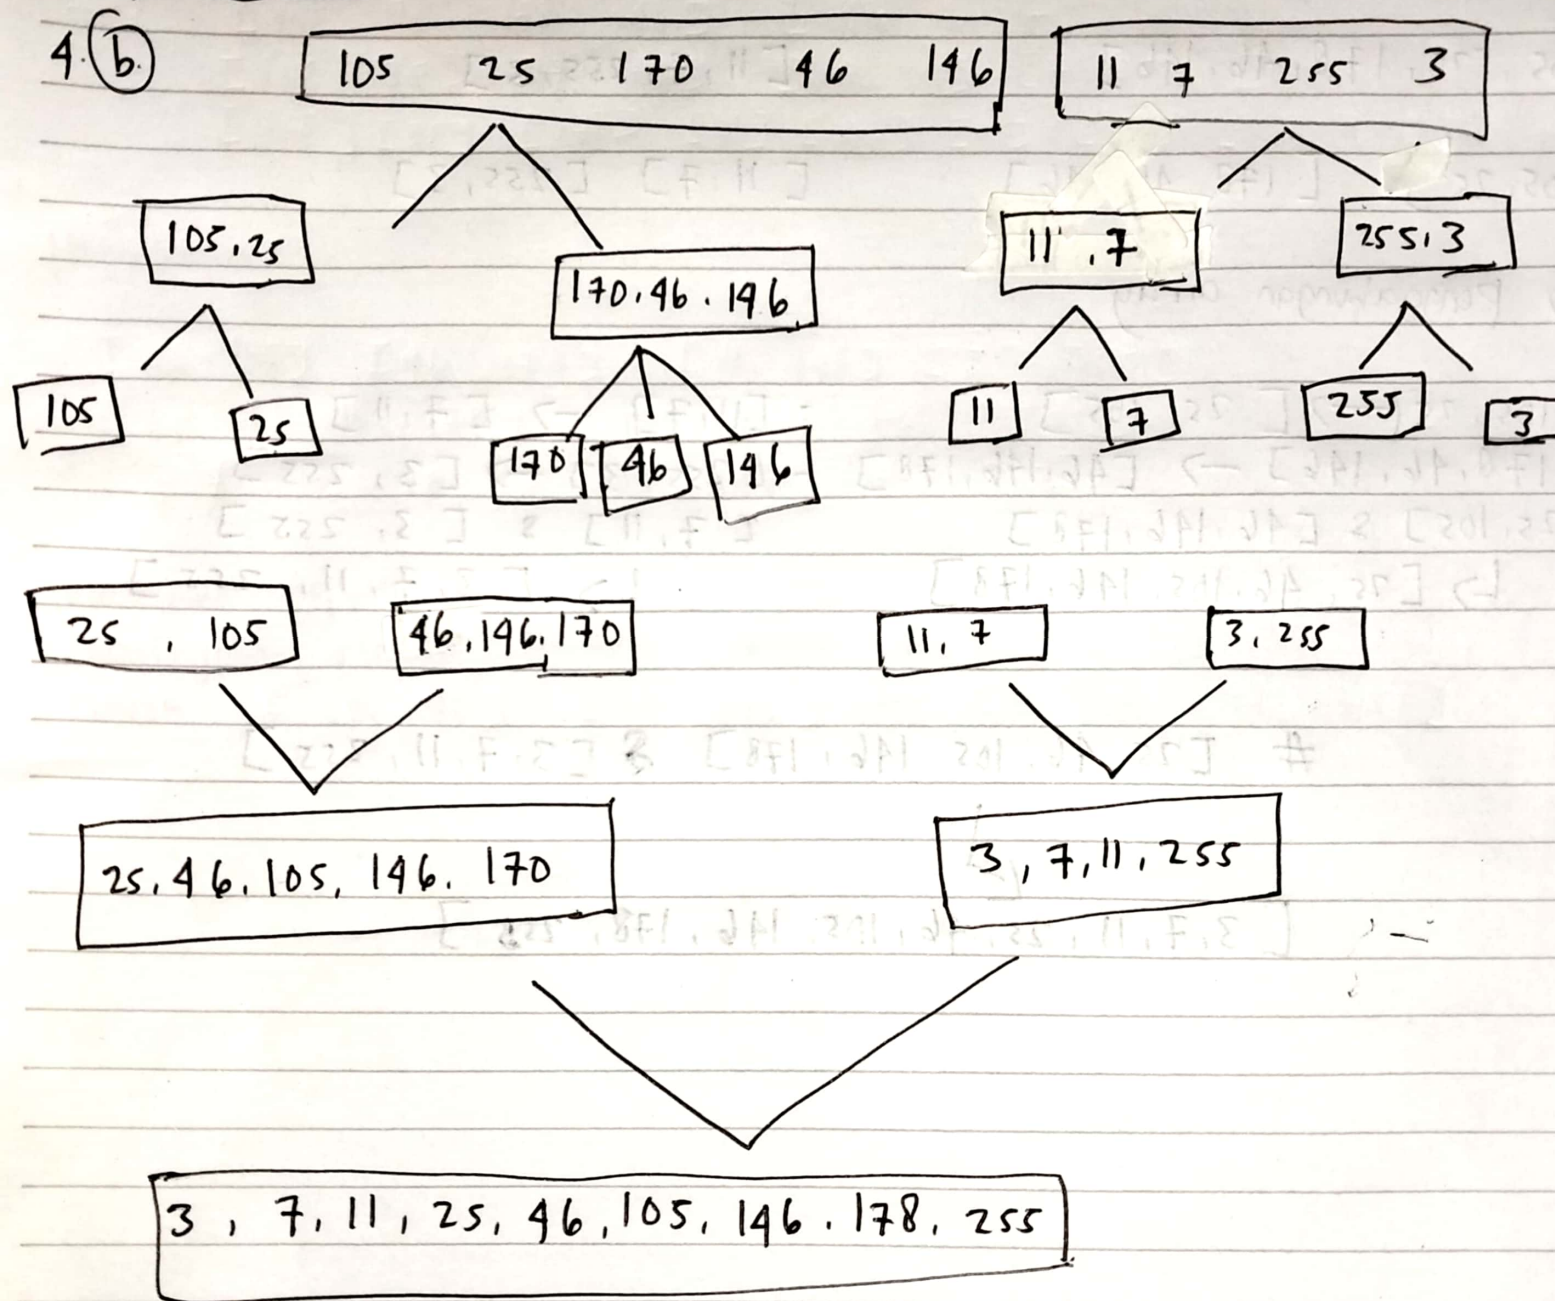 4. b.
105 25 170 46 146 11 7 255 3
105, 25 11, 7 255, 3
170, 46, 146
105 25 11 7 255 3
170 46 146
25, 105 46, 146, 170 11, 7 3, 255
25, 46, 105, 146, 170 3, 7, 11, 255
3, 7, 11, 25, 46, 105, 146, 178, 255